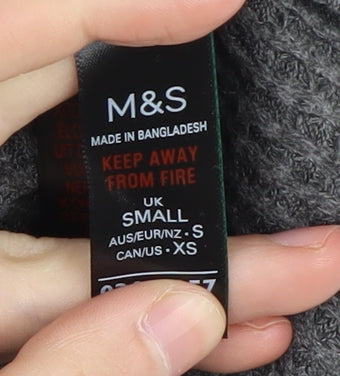 M&S
MADE IN BANGLADESH
KEEP AWAY
FROM FIRE
UK
SMALL
AUS/EUR/NZ • S
CAN/US • XS